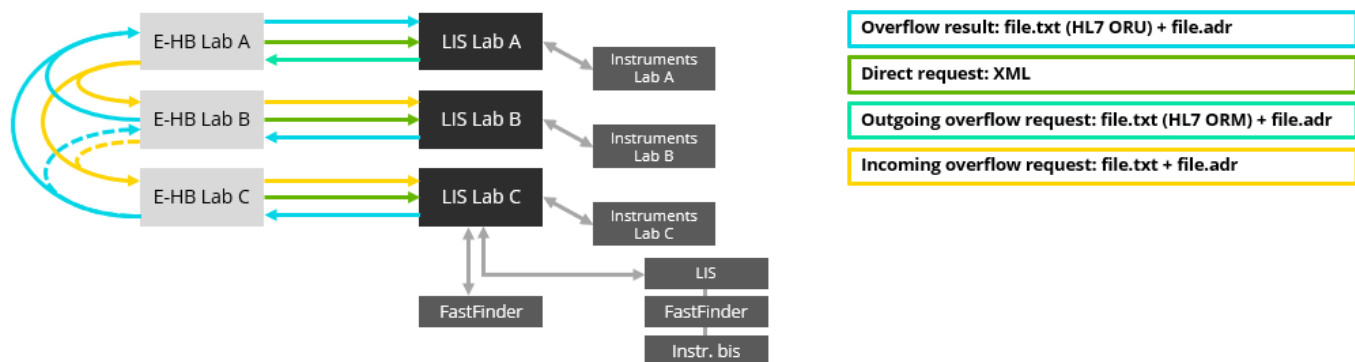 E-HB Lab A
LIS Lab A
Instruments
Lab A
E-HB Lab B
LIS Lab B
Instruments
Lab B
E-HB Lab C
LIS Lab C
Instruments
Lab C
LIS
FastFinder
FastFinder
Instr. bis
Overflow result: file.txt (HL7 ORU) + file.adr
Direct request: XML
Outgoing overflow request: file.txt (HL7 ORM) + file.adr
Incoming overflow request: file.txt + file.adr